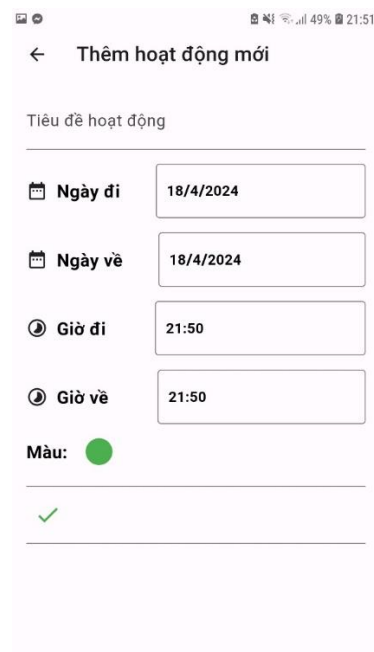 49% 21:51
Thêm hoạt động mới
Tiêu đề hoạt động
Ngày đi 18/4/2024
Ngày về 18/4/2024
Giờ đi 21:50
Giờ về 21:50
Màu: